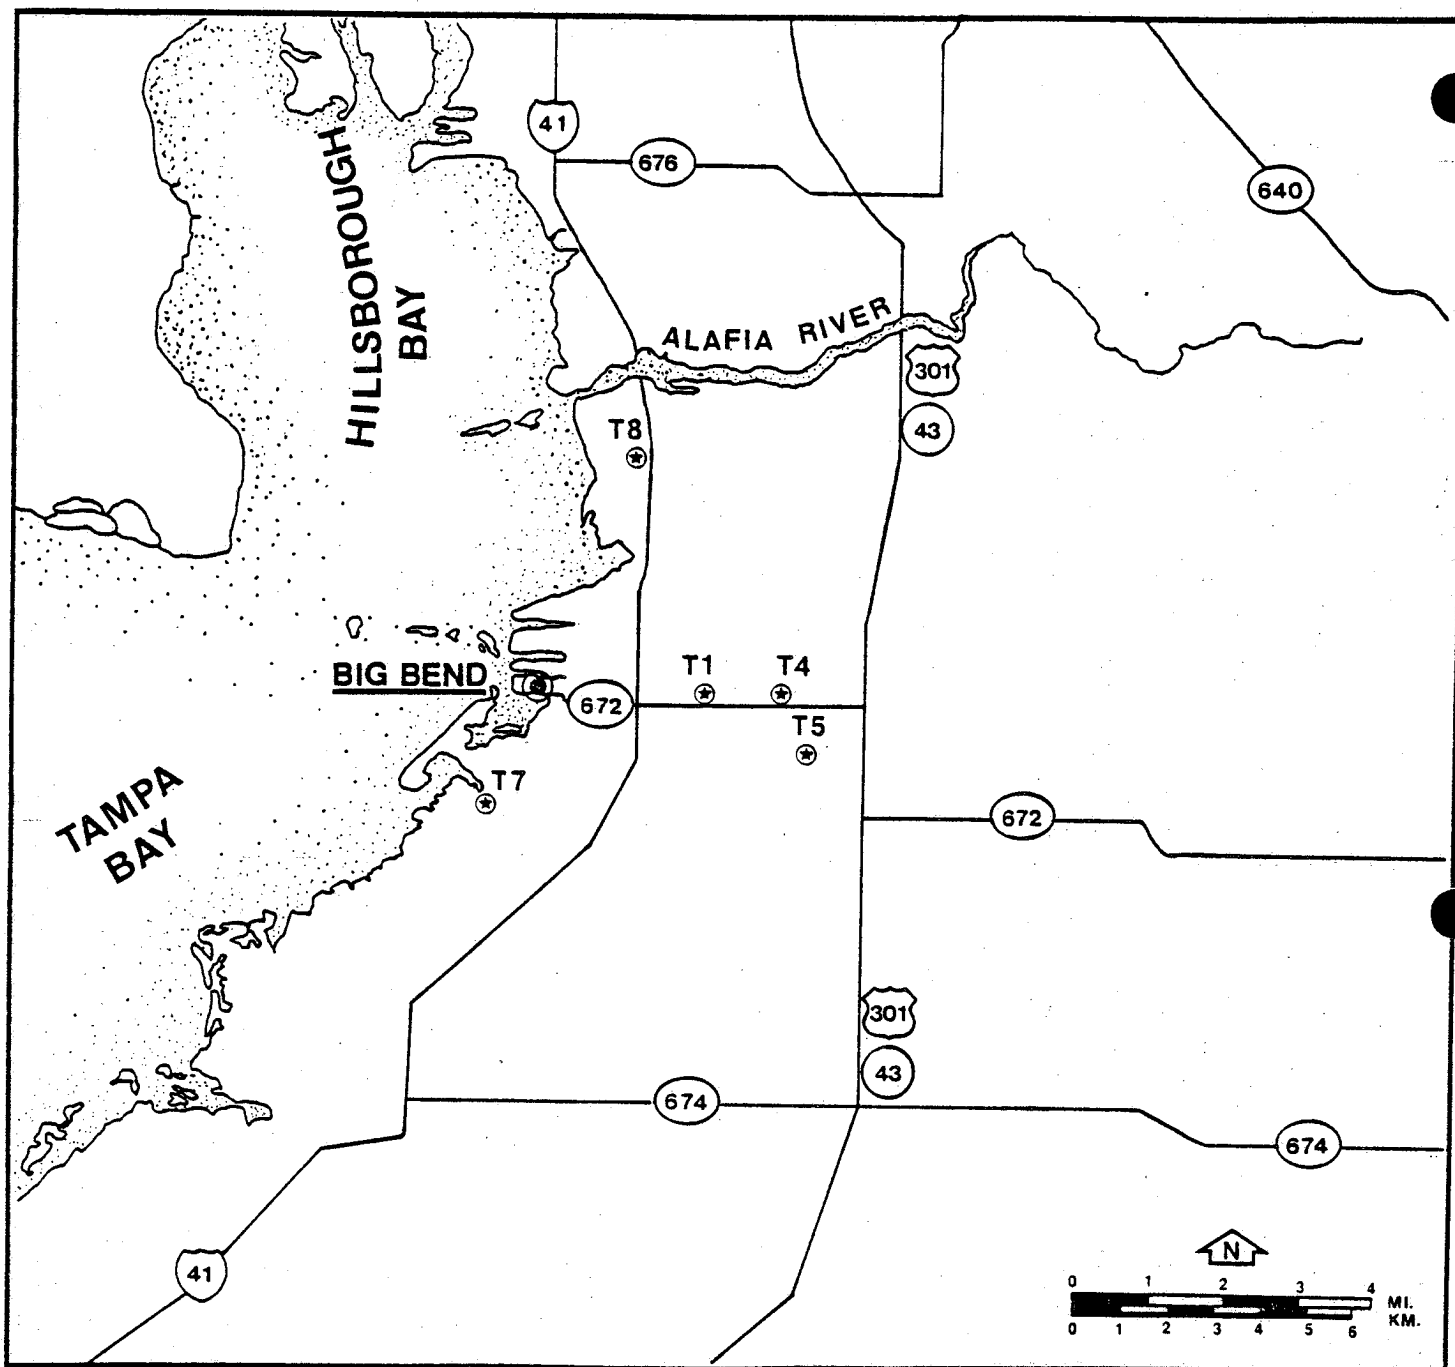 41
676
640
HILLSBOROUGH
BAY
ALAFIA RIVER
301
43
T8
BIG BEND
672
T1
T4
T5
T7
TAMPA
BAY
672
301
43
674
674
41
N
0 1 2 3 4
MI.
KM.
0 1 2 3 4 5 6